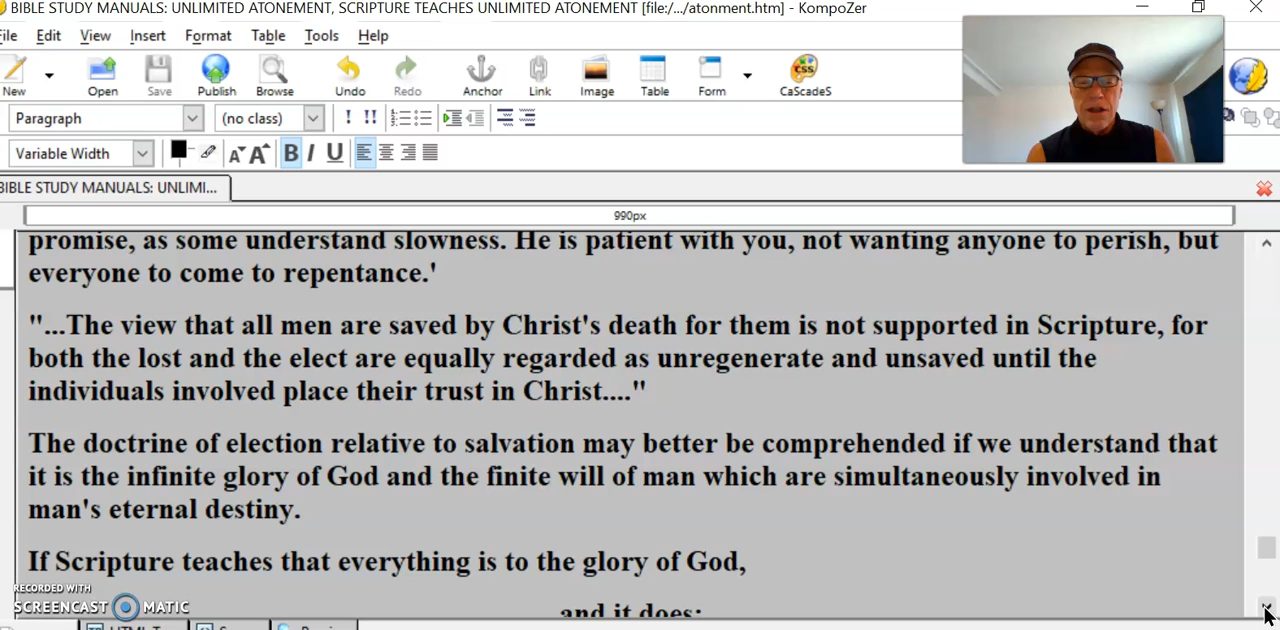 BIBLE STUDY MANUALS: UNLIMITED ATONEMENT, SCRIPTURE TEACHES UNLIMITED ATONEMENT [file:/.../atonment.htm] - KompoZer
File Edit View Insert Format Table Tools Help
New Open Save Publish Browse Undo Redo Anchor Link Image Table Form CaScadeS
CSS
Paragraph (no class) ! !!
Variable Width A A B I U
BIBLE STUDY MANUALS: UNLIMI...
990px
promise, as some understand slowness. He is patient with you, not wanting anyone to perish, but
everyone to come to repentance.'
"...The view that all men are saved by Christ's death for them is not supported in Scripture, for
both the lost and the elect are equally regarded as unregenerate and unsaved until the
individuals involved place their trust in Christ...."
The doctrine of election relative to salvation may better be comprehended if we understand that
it is the infinite glory of God and the finite will of man which are simultaneously involved in
man's eternal destiny.
If Scripture teaches that everything is to the glory of God,
and it does:
RECORDED WITH
SCREENCAST MATIC